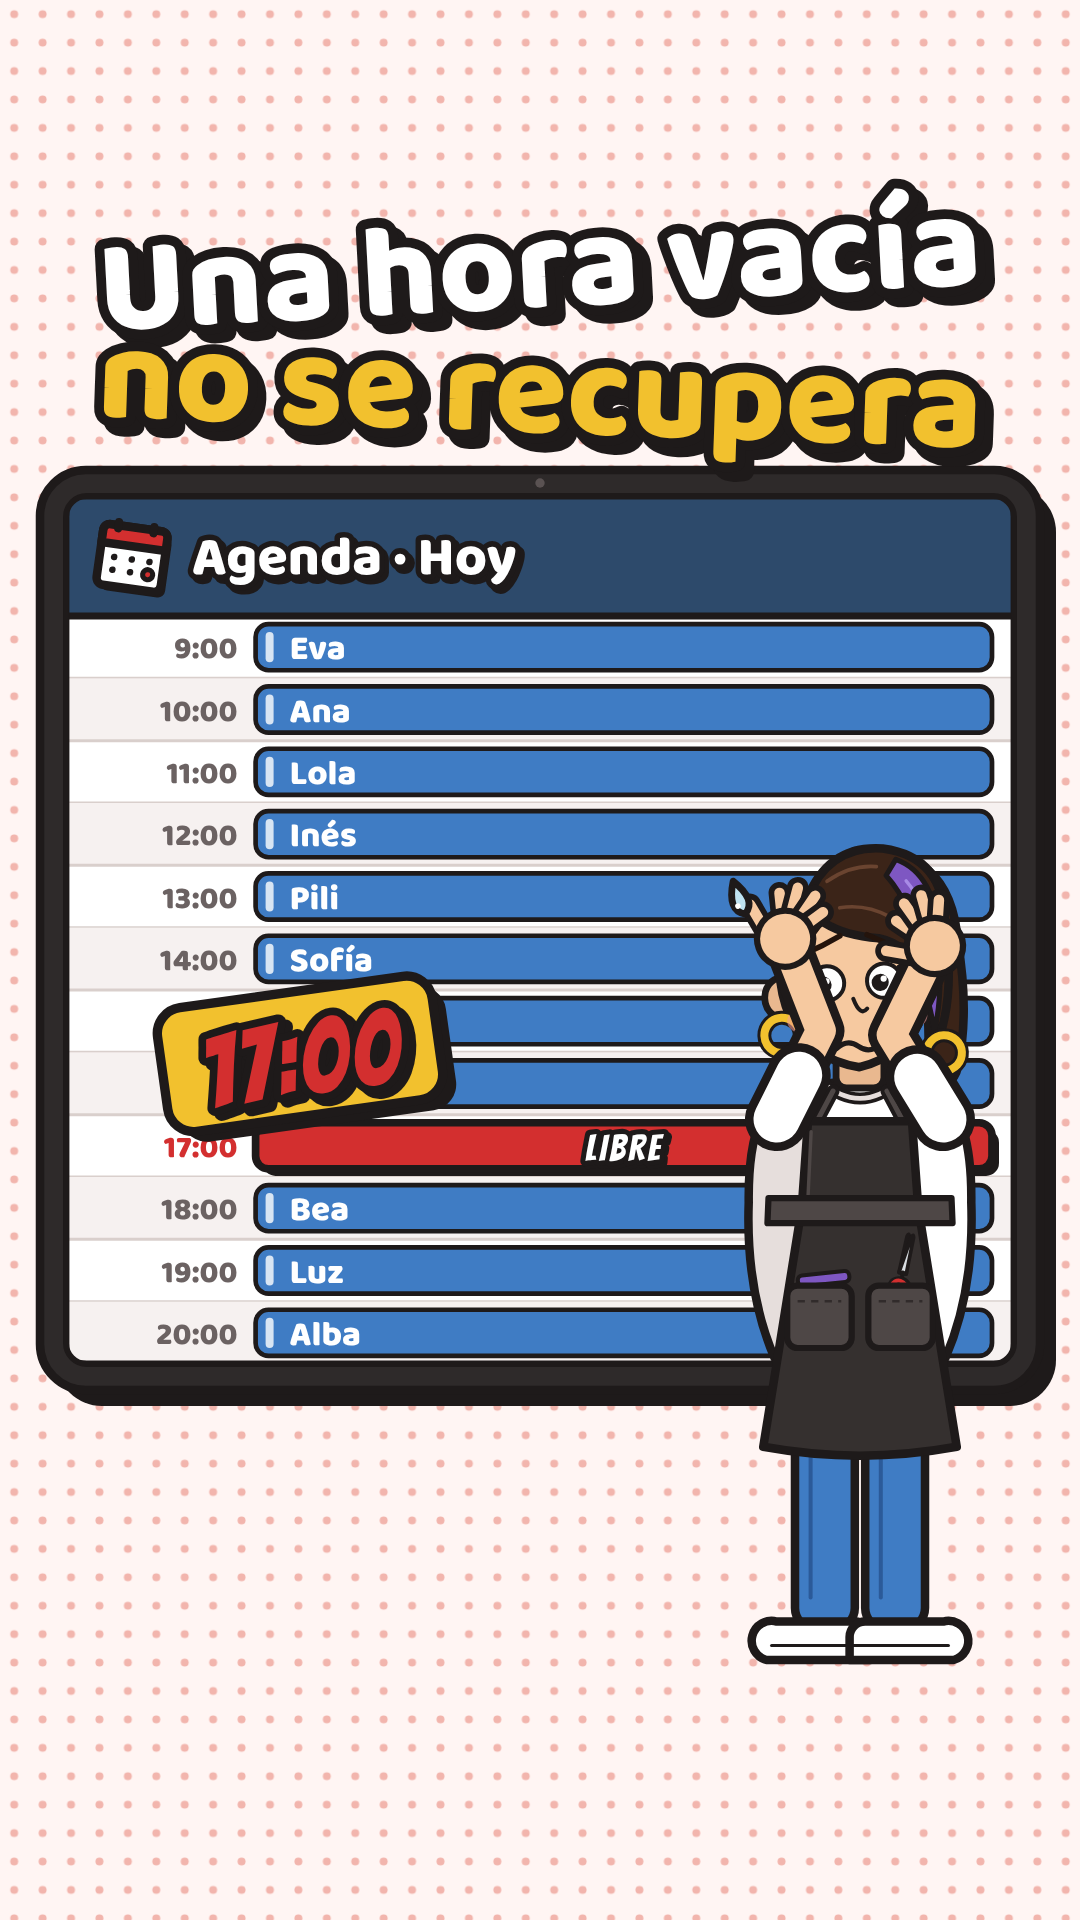 Una hora vacía
no se recupera
Agenda · Hoy
9:00 Eva
10:00 Ana
11:00 Lola
12:00 Inés
13:00 Pili
14:00 Sofía
17:00
17:00 LIBRE
18:00 Bea
19:00 Luz
20:00 Alba